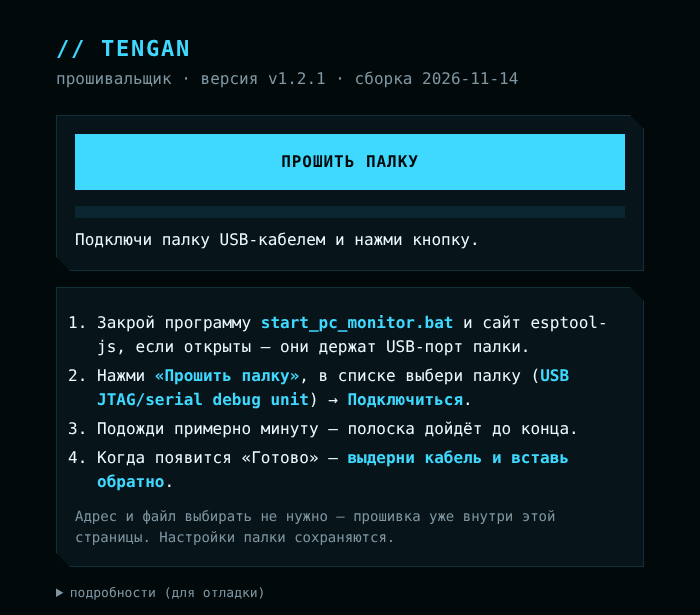 // TENGAN
прошивальщик · версия v1.2.1 · сборка 2026-11-14
ПРОШИТЬ ПАЛКУ
Подключи палку USB-кабелем и нажми кнопку.
1. Закрой программу start_pc_monitor.bat и сайт esptool-
js, если открыты — они держат USB-порт палки.
2. Нажми «Прошить палку», в списке выбери палку (USB
JTAG/serial debug unit) → Подключиться.
3. Подожди примерно минуту — полоска дойдёт до конца.
4. Когда появится «Готово» — выдерни кабель и вставь
обратно.
Адрес и файл выбирать не нужно — прошивка уже внутри этой
страницы. Настройки палки сохраняются.
▶ подробности (для отладки)